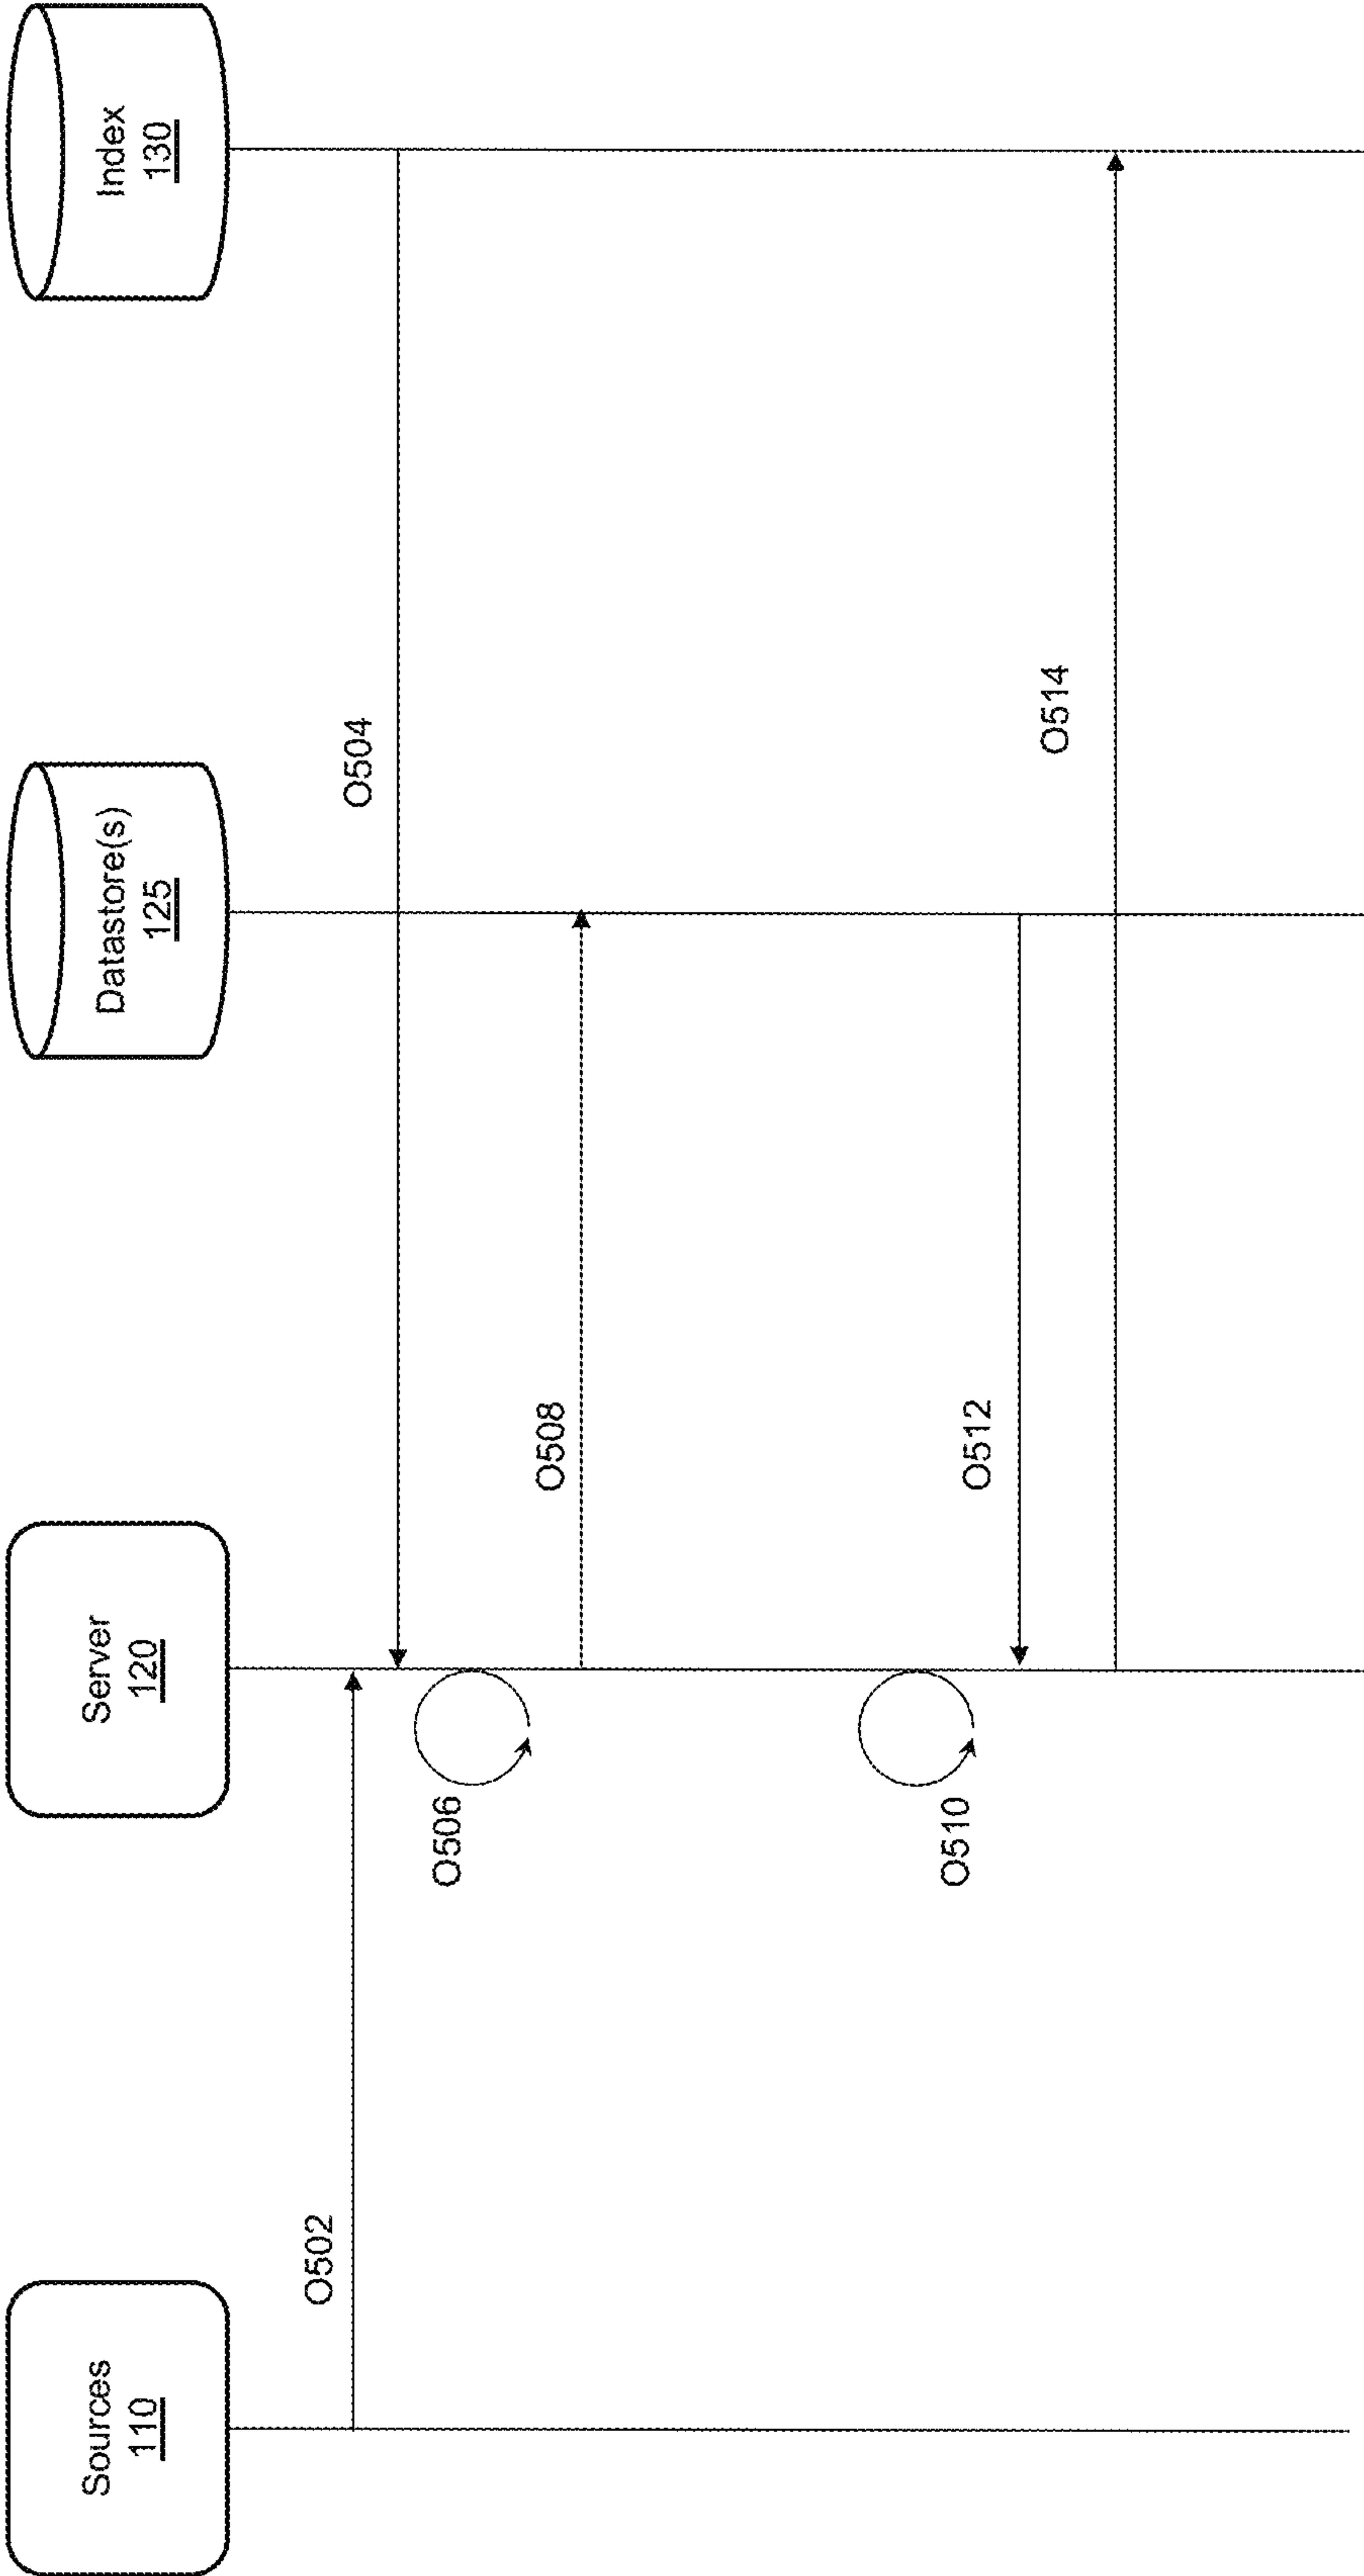 Sources
110
Server
120
Datastore(s)
125
Index
130
O502
O504
O506
O508
O510
O512
O514